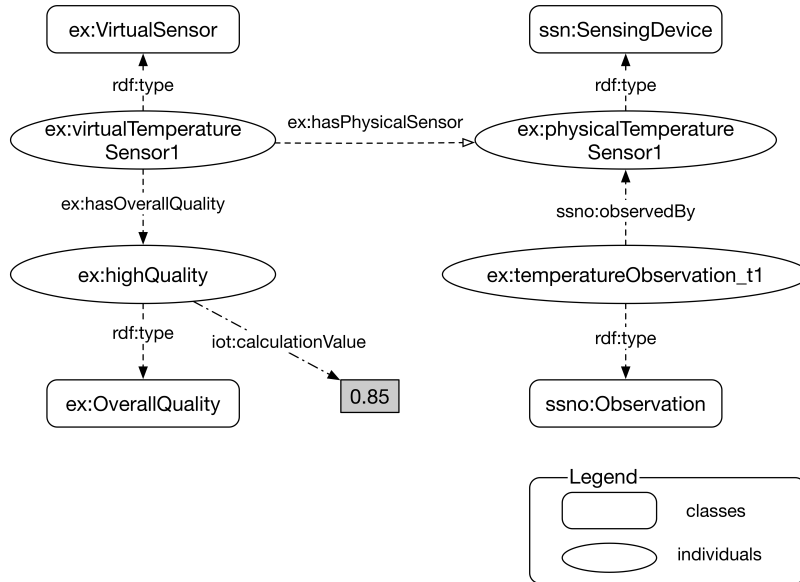 ex:VirtualSensor
ssn:SensingDevice
rdf:type
rdf:type
ex:virtualTemperature
Sensor1
ex:hasPhysicalSensor
ex:physicalTemperature
Sensor1
ex:hasOverallQuality
ssno:observedBy
ex:highQuality
ex:temperatureObservation_t1
rdf:type
iot:calculationValue
rdf:type
ex:OverallQuality
0.85
ssno:Observation
Legend
classes
individuals